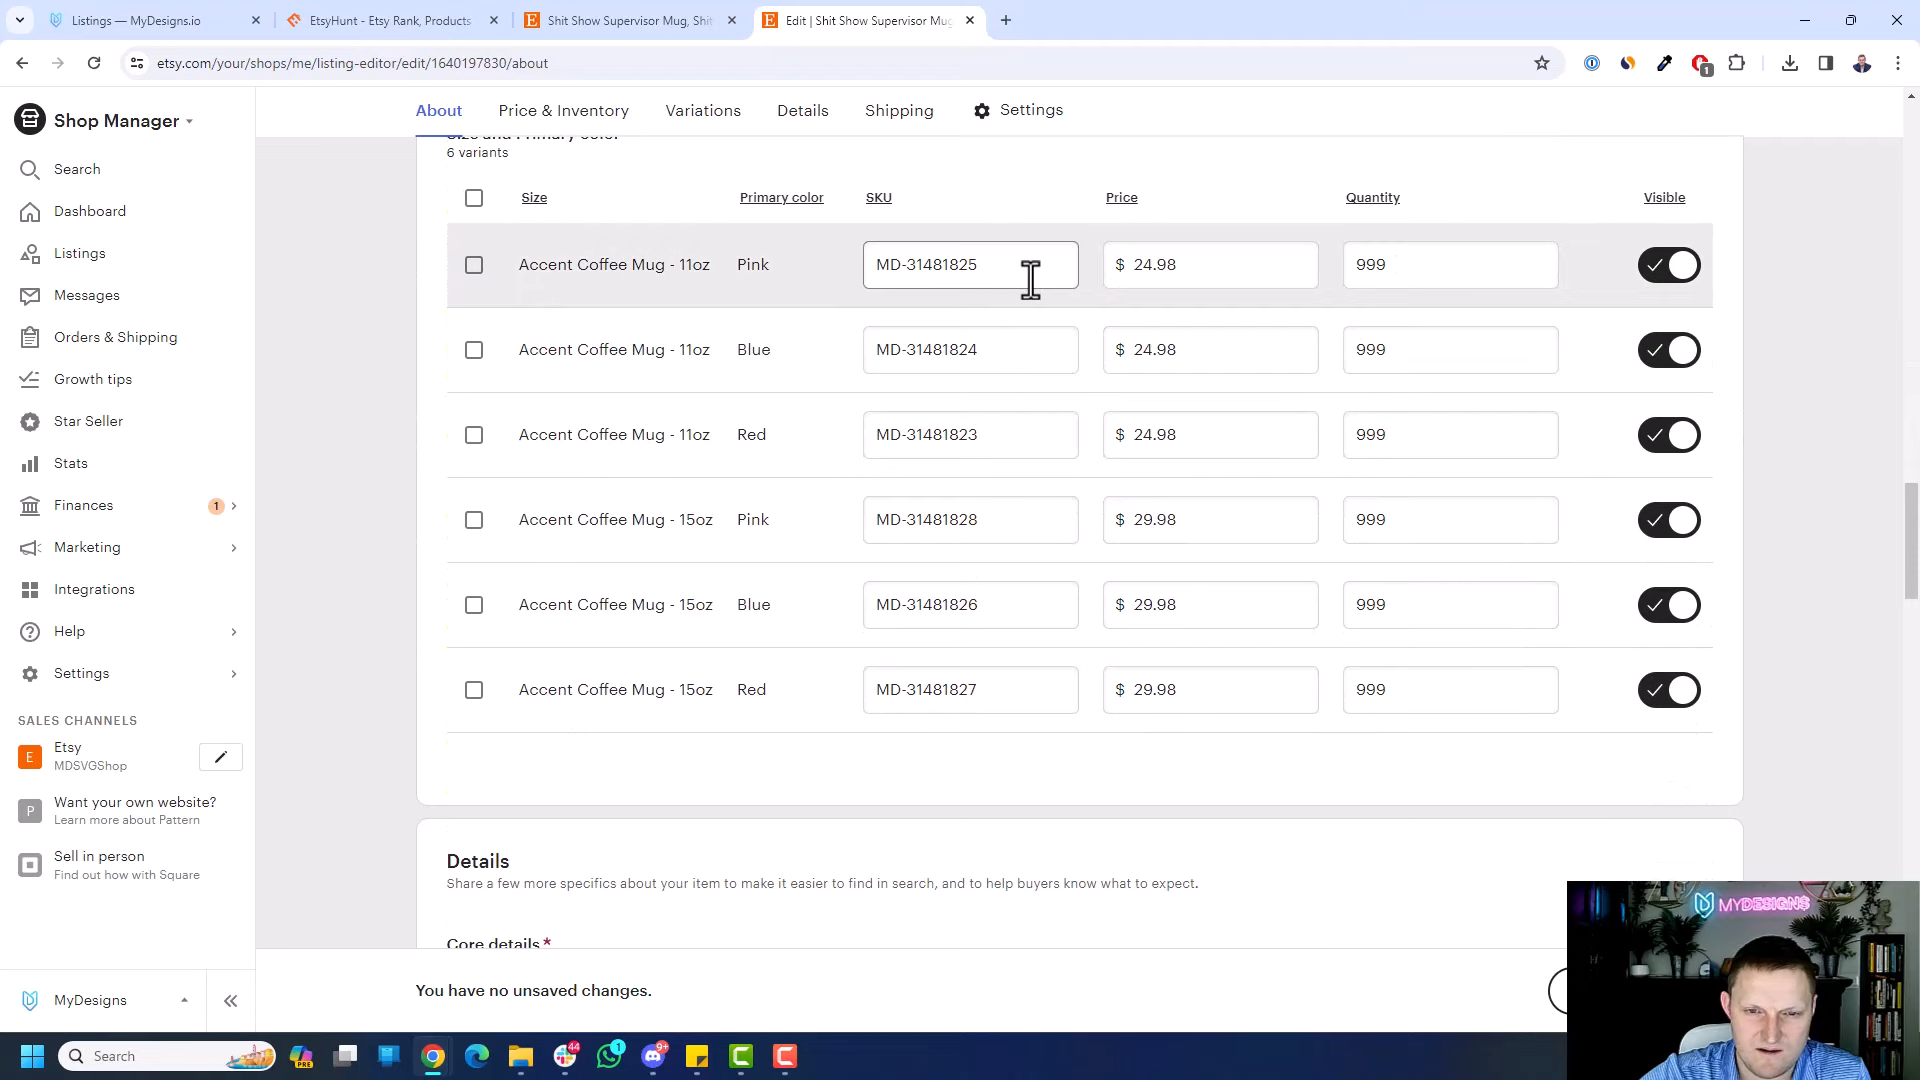 Listings — MyDesigns.io
EtsyHunt - Etsy Rank, Products
Shit Show Supervisor Mug, Shit
Edit | Shit Show Supervisor Mug
etsy.com/your/shops/me/listing-editor/edit/1640197830/about
1
Shop Manager
About
Price & Inventory
Variations
Details
Shipping
Settings
Search
Dashboard
Listings
Messages
Orders & Shipping
Growth tips
Star Seller
Stats
Finances
1
Marketing
Integrations
Help
Settings
SALES CHANNELS
E
Etsy
MDSVGShop
P
Want your own website?
Learn more about Pattern
Sell in person
Find out how with Square
MyDesigns
Size and Primary color
6 variants
Size Primary color SKU Price Quantity Visible
Accent Coffee Mug - 11oz Pink MD-31481825 $ 24.98 999
Accent Coffee Mug - 11oz Blue MD-31481824 $ 24.98 999
Accent Coffee Mug - 11oz Red MD-31481823 $ 24.98 999
Accent Coffee Mug - 15oz Pink MD-31481828 $ 29.98 999
Accent Coffee Mug - 15oz Blue MD-31481826 $ 29.98 999
Accent Coffee Mug - 15oz Red MD-31481827 $ 29.98 999
Details
Share a few more specifics about your item to make it easier to find in search, and to help buyers know what to expect.
Core details *
You have no unsaved changes.
MYDESIGNS
Search
PRE
44
1
9+